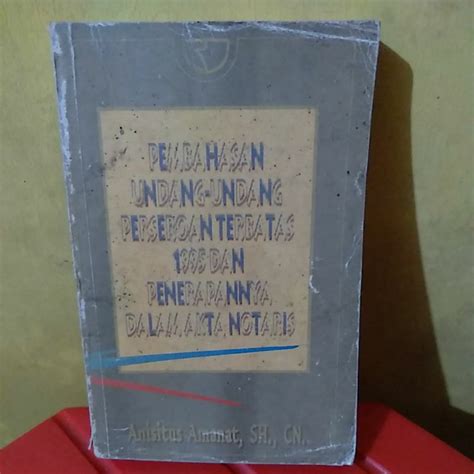 PEMBAHASAN
UNDANG-UNDANG
PERSEROAN TERBATAS
1995 DAN
PENERAPANNYA
DALAM AKTA NOTARIS
Anisitus Amanat, SH., CN.